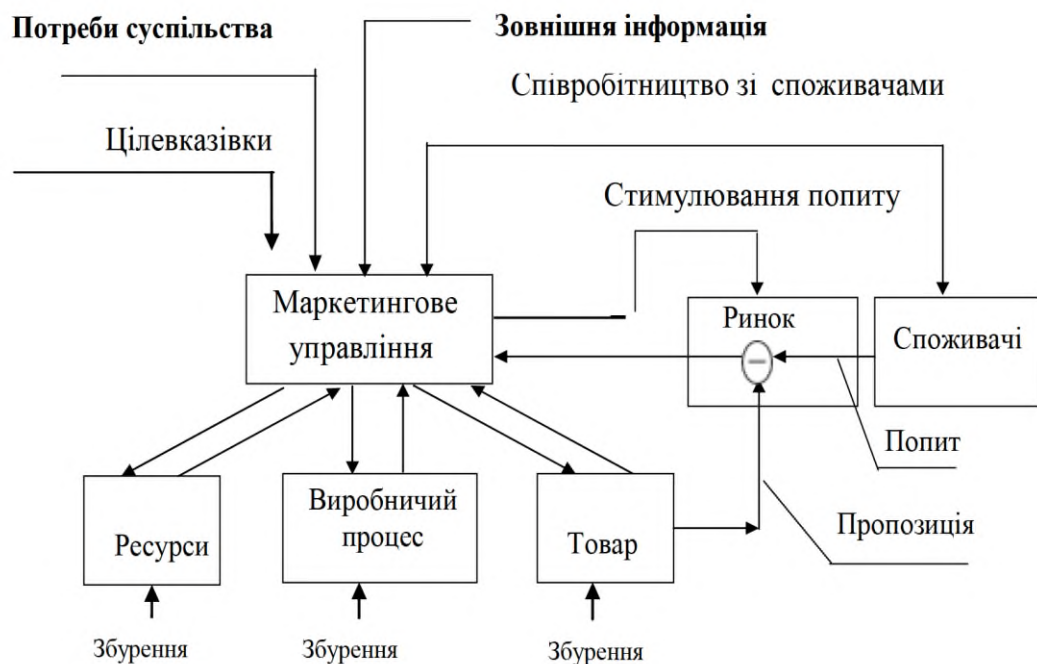 Потреби суспільства
Зовнішня інформація
Співробітництво зі споживачами
Цілевказівки
Стимулювання попиту
Маркетингове
управління
Ринок
Споживачі
Попит
Виробничий
процес
Ресурси
Товар
Пропозиція
Збурення
Збурення
Збурення